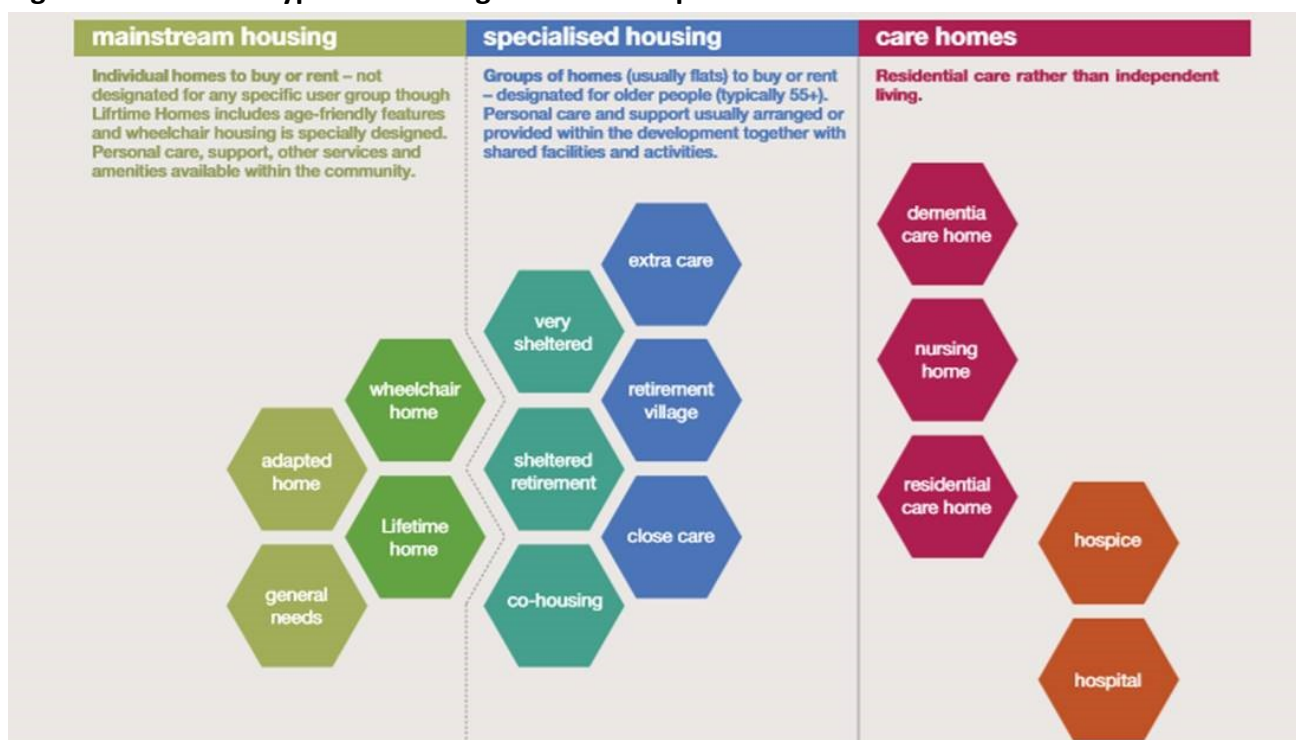 mainstream housing
Individual homes to buy or rent – not
designated for any specific user group though
Lifrtime Homes includes age-friendly features
and wheelchair housing is specially designed.
Personal care, support, other services and
amenities available within the community.
specialised housing
Groups of homes (usually flats) to buy or rent
– designated for older people (typically 55+).
Personal care and support usually arranged or
provided within the development together with
shared facilities and activities.
care homes
Residential care rather than independent
living.
adapted
home
general
needs
wheelchair
home
Lifetime
home
very
sheltered
sheltered
retirement
co-housing
extra care
retirement
village
close care
dementia
care home
nursing
home
residential
care home
hospice
hospital